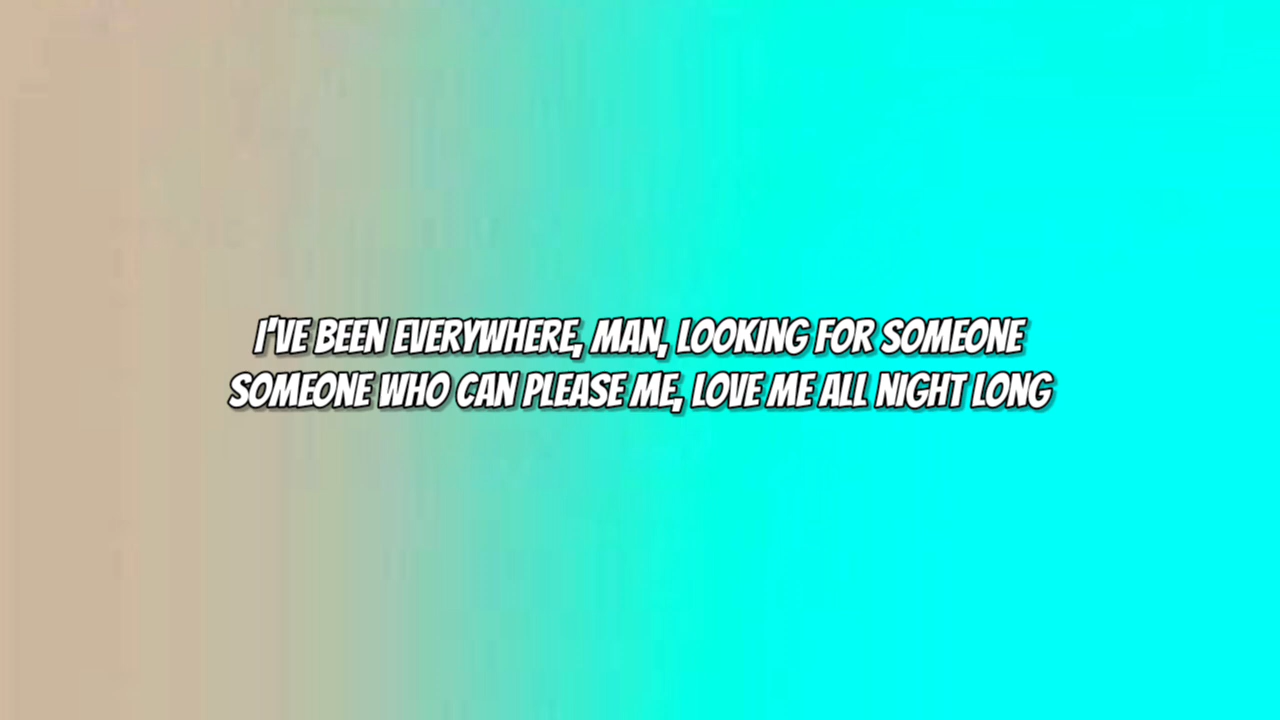 I'VE BEEN EVERYWHERE, MAN, LOOKING FOR SOMEONE
SOMEONE WHO CAN PLEASE ME, LOVE ME ALL NIGHT LONG